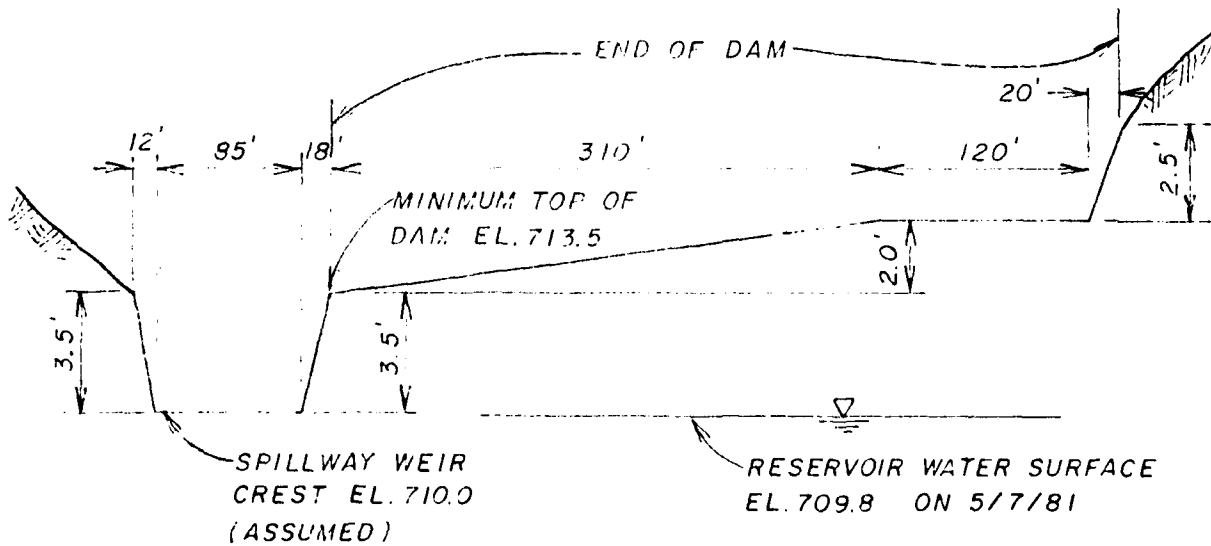 END OF DAM
20'
12'
85'
18'
310'
120'
2.5'
MINIMUM TOP OF
DAM EL. 713.5
2.0'
3.5'
3.5'
SPILLWAY WEIR
CREST EL. 710.0
(ASSUMED)
RESERVOIR WATER SURFACE
EL. 709.8 ON 5/7/81